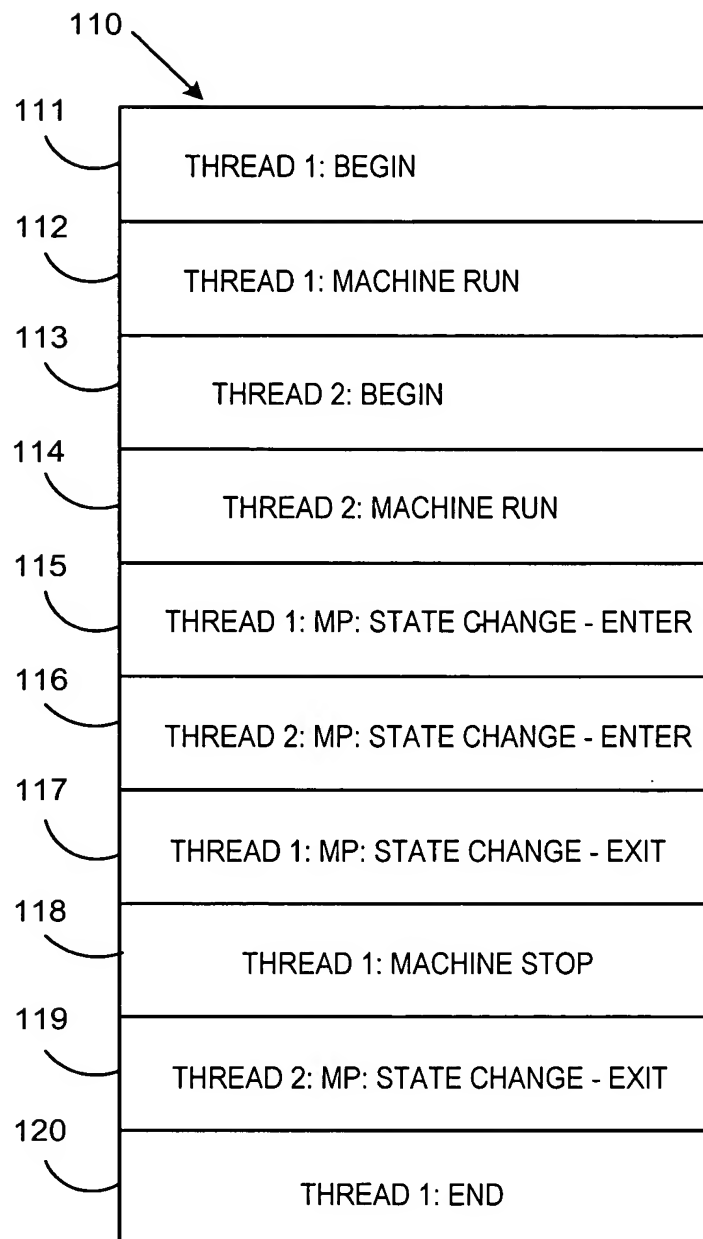 110
111
THREAD 1: BEGIN
112
THREAD 1: MACHINE RUN
113
THREAD 2: BEGIN
114
THREAD 2: MACHINE RUN
115
THREAD 1: MP: STATE CHANGE - ENTER
116
THREAD 2: MP: STATE CHANGE - ENTER
117
THREAD 1: MP: STATE CHANGE - EXIT
118
THREAD 1: MACHINE STOP
119
THREAD 2: MP: STATE CHANGE - EXIT
120
THREAD 1: END